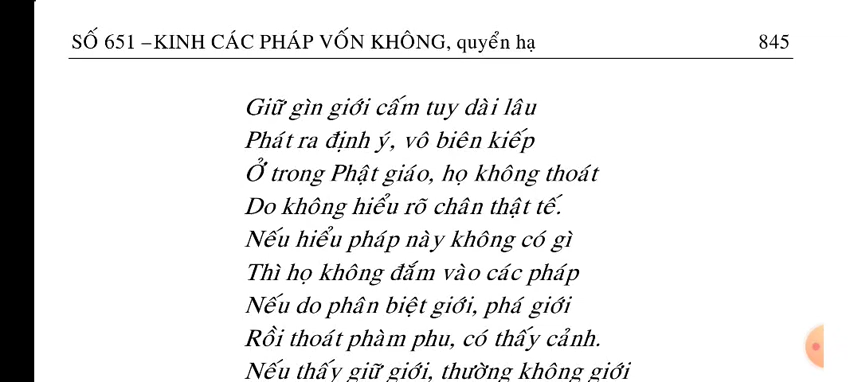 SỐ 651 –KINH CÁC PHÁP VỐN KHÔNG, quyển hạ 845
Giữ gìn giới cấm tuy dài lâu
Phát ra định ý, vô biên kiếp
Ở trong Phật giáo, họ không thoát
Do không hiểu rõ chân thật tế.
Nếu hiểu pháp này không có gì
Thì họ không đắm vào các pháp
Nếu do phân biệt giới, phá giới
Rồi thoát phàm phu, có thấy cảnh.
Nếu thấy giữ giới, thường không giới